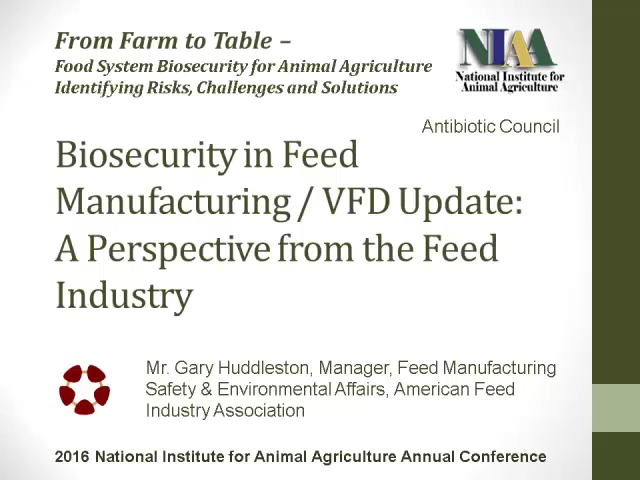 From Farm to Table –
Food System Biosecurity for Animal Agriculture
Identifying Risks, Challenges and Solutions
NIAA
National Institute for
Animal Agriculture
Antibiotic Council
Biosecurity in Feed
Manufacturing / VFD Update:
A Perspective from the Feed
Industry
Mr. Gary Huddleston, Manager, Feed Manufacturing
Safety & Environmental Affairs, American Feed
Industry Association
2016 National Institute for Animal Agriculture Annual Conference